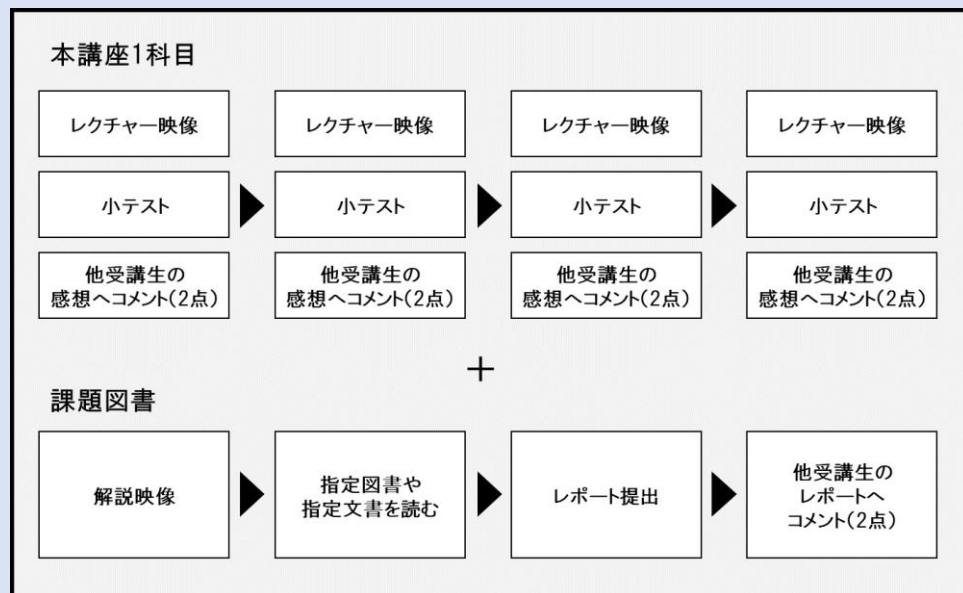 本講座1科目
レクチャー映像
レクチャー映像
レクチャー映像
レクチャー映像
小テスト
小テスト
小テスト
小テスト
他受講生の
感想へコメント(2点)
他受講生の
感想へコメント(2点)
他受講生の
感想へコメント(2点)
他受講生の
感想へコメント(2点)
+
課題図書
解説映像
指定図書や
指定文書を読む
レポート提出
他受講生の
レポートへ
コメント(2点)